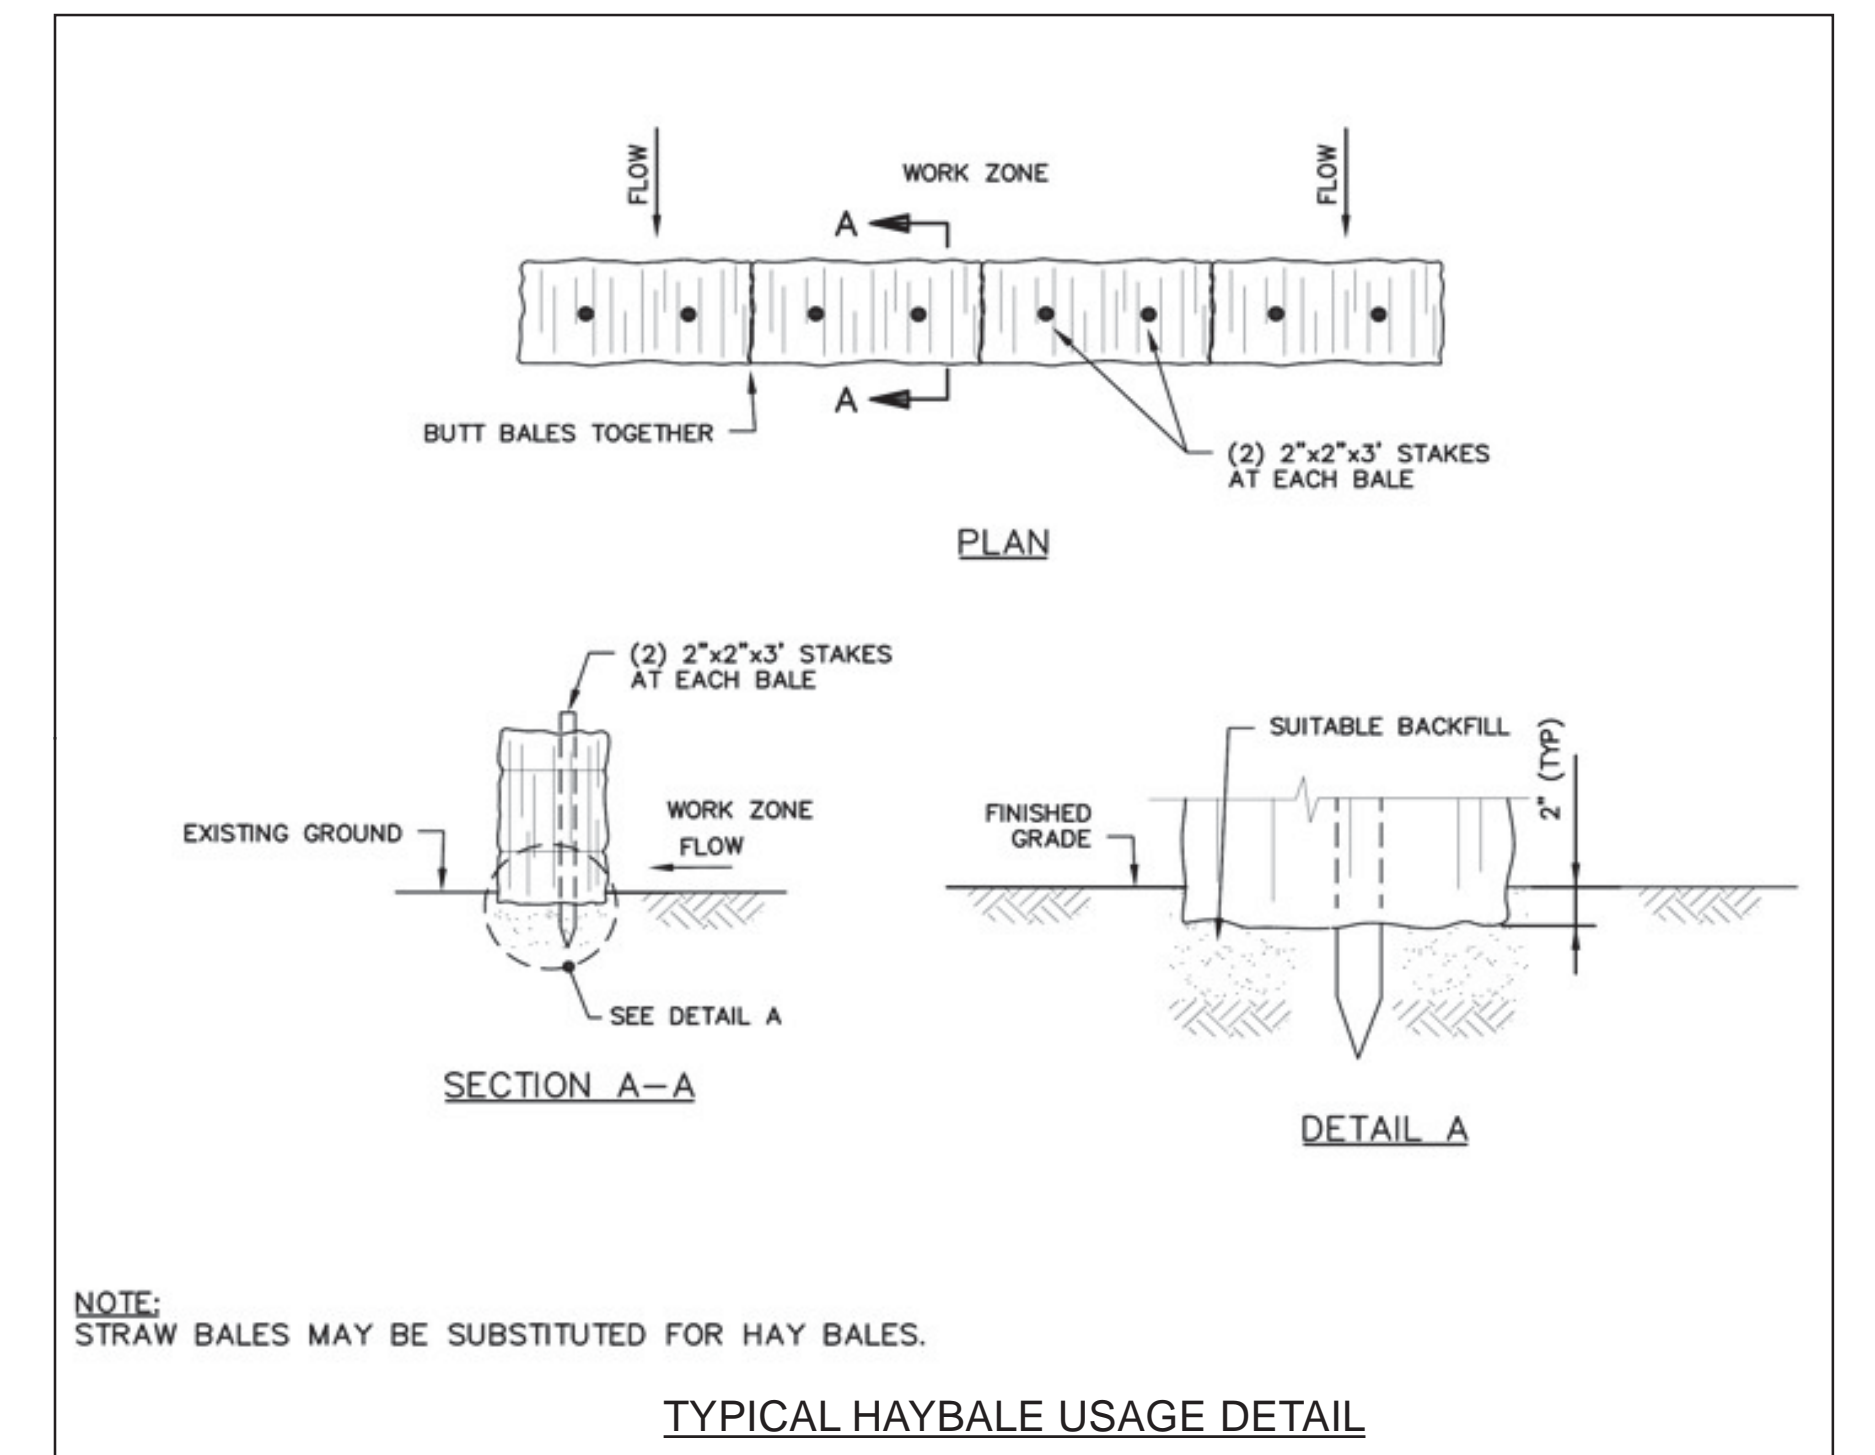 FLOW
WORK ZONE
FLOW
A
A
BUTT BALES TOGETHER
(2) 2"x2"x3' STAKES
AT EACH BALE
PLAN
(2) 2"x2"x3' STAKES
AT EACH BALE
EXISTING GROUND
WORK ZONE
FLOW
SEE DETAIL A
SECTION A-A
SUITABLE BACKFILL
2" (TYP)
FINISHED
GRADE
DETAIL A
NOTE:
STRAW BALES MAY BE SUBSTITUTED FOR HAY BALES.
TYPICAL HAYBALE USAGE DETAIL